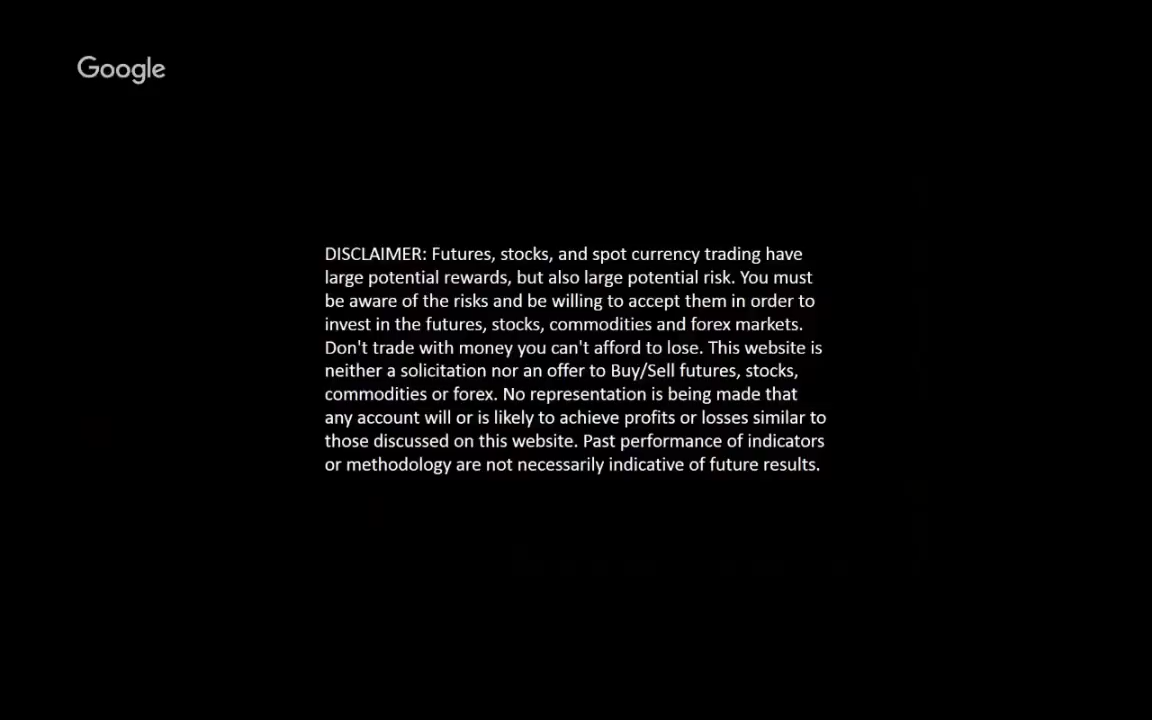 Google
DISCLAIMER: Futures, stocks, and spot currency trading have
large potential rewards, but also large potential risk. You must
be aware of the risks and be willing to accept them in order to
invest in the futures, stocks, commodities and forex markets.
Don't trade with money you can't afford to lose. This website is
neither a solicitation nor an offer to Buy/Sell futures, stocks,
commodities or forex. No representation is being made that
any account will or is likely to achieve profits or losses similar to
those discussed on this website. Past performance of indicators
or methodology are not necessarily indicative of future results.